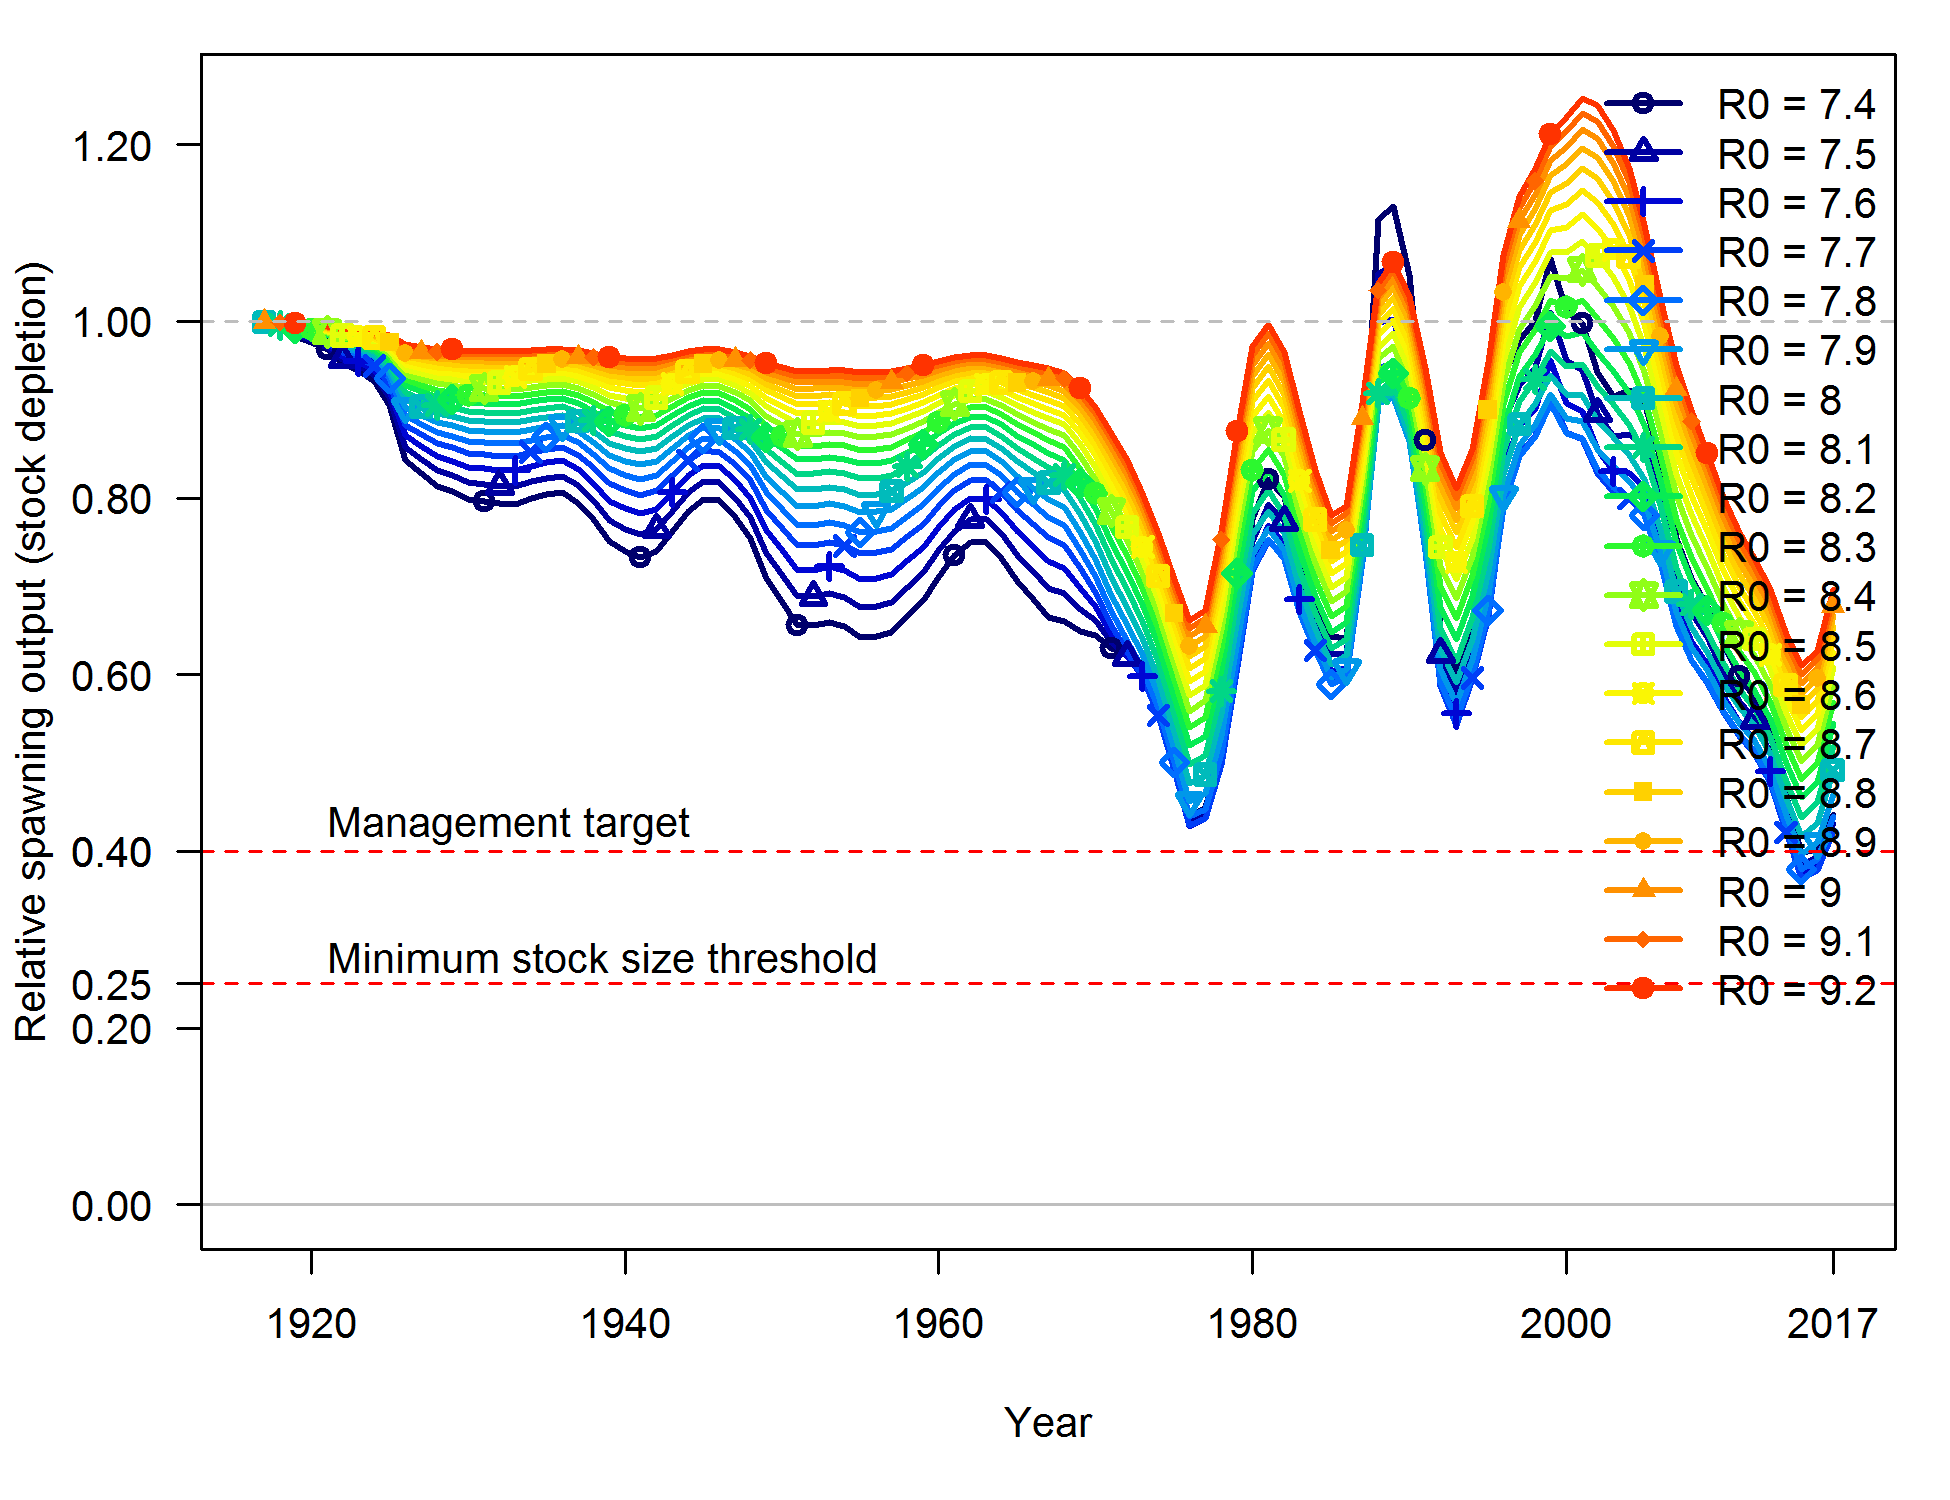 Relative spawning output (stock depletion)
1.20
1.00
0.80
0.60
0.40
0.25
0.20
0.00
Management target
Minimum stock size threshold
R0 = 7.4
R0 = 7.5
R0 = 7.6
R0 = 7.7
R0 = 7.8
R0 = 7.9
R0 = 8
R0 = 8.1
R0 = 8.2
R0 = 8.3
R0 = 8.4
R0 = 8.5
R0 = 8.6
R0 = 8.7
R0 = 8.8
R0 = 8.9
R0 = 9
R0 = 9.1
R0 = 9.2
1920 1940 1960 1980 2000 2017
Year